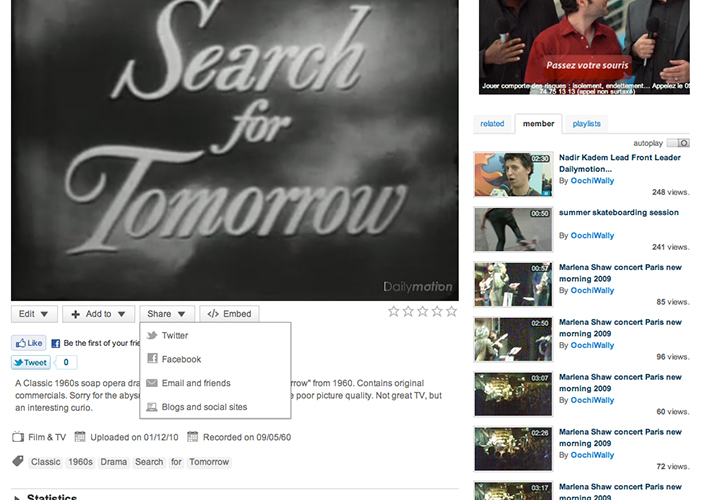 Search
for
Tomorrow
Dailymotion
Edit
Add to
Share
</> Embed
Twitter
Facebook
Email and friends
Blogs and social sites
Like
Be the first of your frie
Tweet
0
A Classic 1960s soap opera dra
rrow" from 1960. Contains original
commercials. Sorry for the abys
e poor picture quality. Not great TV, but
an interesting curio.
Film & TV
Uploaded on 01/12/10
Recorded on 09/05/60
Classic 1960s Drama Search for Tomorrow
Statistics
Passez votre souris
Jouer comporte des risques : isolement, endettement... Appelez le 09
74 75 13 13 (appel non surtaxé)
related
member
playlists
autoplay
02:30
Nadir Kadem Lead Front Leader
Dailymotion...
By OochiWally
248 views.
00:50
summer skateboarding session
By OochiWally
241 views.
00:57
Marlena Shaw concert Paris new
morning 2009
By OochiWally
85 views.
02:50
Marlena Shaw concert Paris new
morning 2009
By OochiWally
96 views.
03:07
Marlena Shaw concert Paris new
morning 2009
By OochiWally
60 views.
02:26
Marlena Shaw concert Paris new
morning 2009
By OochiWally
72 views.
03:17
Marlena Shaw concert Paris new
morning 2009